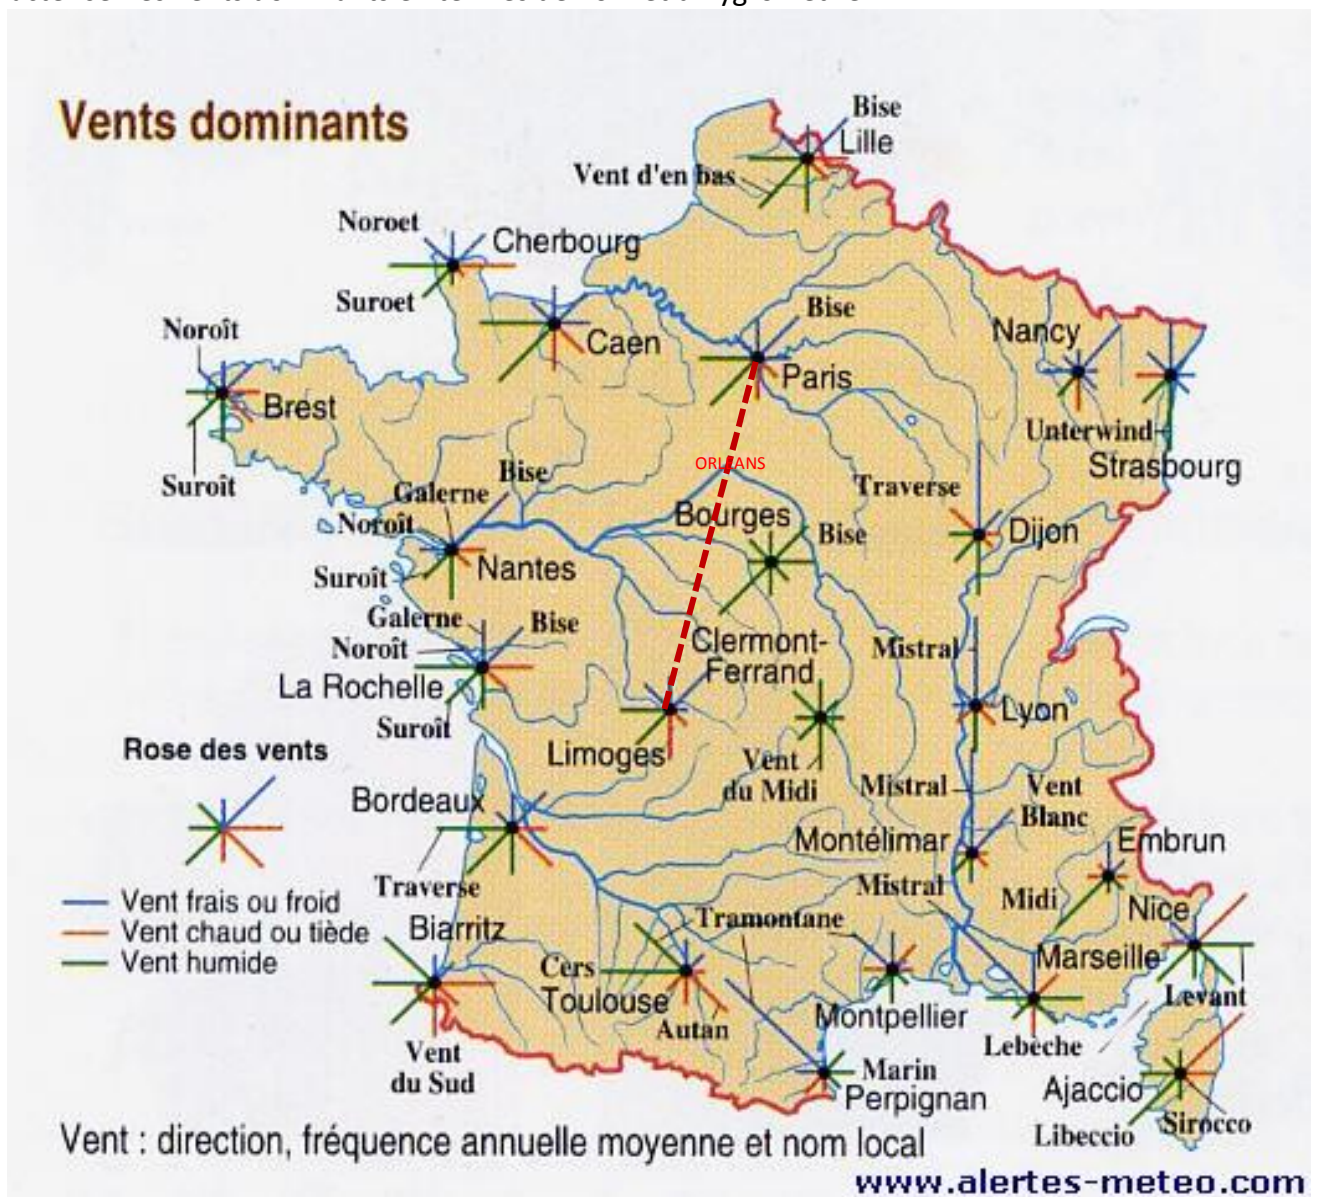 Vents dominants
Bise
Lille
Vent d'en bas
Noroet
Cherbourg
Suroet
Bise
Noroît
Caen
Nancy
Paris
Brest
Unterwind
ORLEANS
Strasbourg
Suroît
Bise
Galerne
Traverse
Noroît
Bourges
Bise
Dijon
Suroît
Nantes
Galerne
Bise
Noroît
Clermont-
Ferrand
Mistral
La Rochelle
Lyon
Suroît
Rose des vents
Limoges
Vent
du Midi
Mistral
Vent
Blanc
Bordeaux
Montélimar
Embrun
Traverse
Mistral
Midi
Vent frais ou froid
Vent chaud ou tiède
Vent humide
Biarritz
Tramontane
Nice
Cers
Toulouse
Marseille
Autan
Levant
Montpellier
Vent
du Sud
Lebèche
Marin
Perpignan
Ajaccio
Sirocco
Libeccio
Vent : direction, fréquence annuelle moyenne et nom local
www.alertes-meteo.com